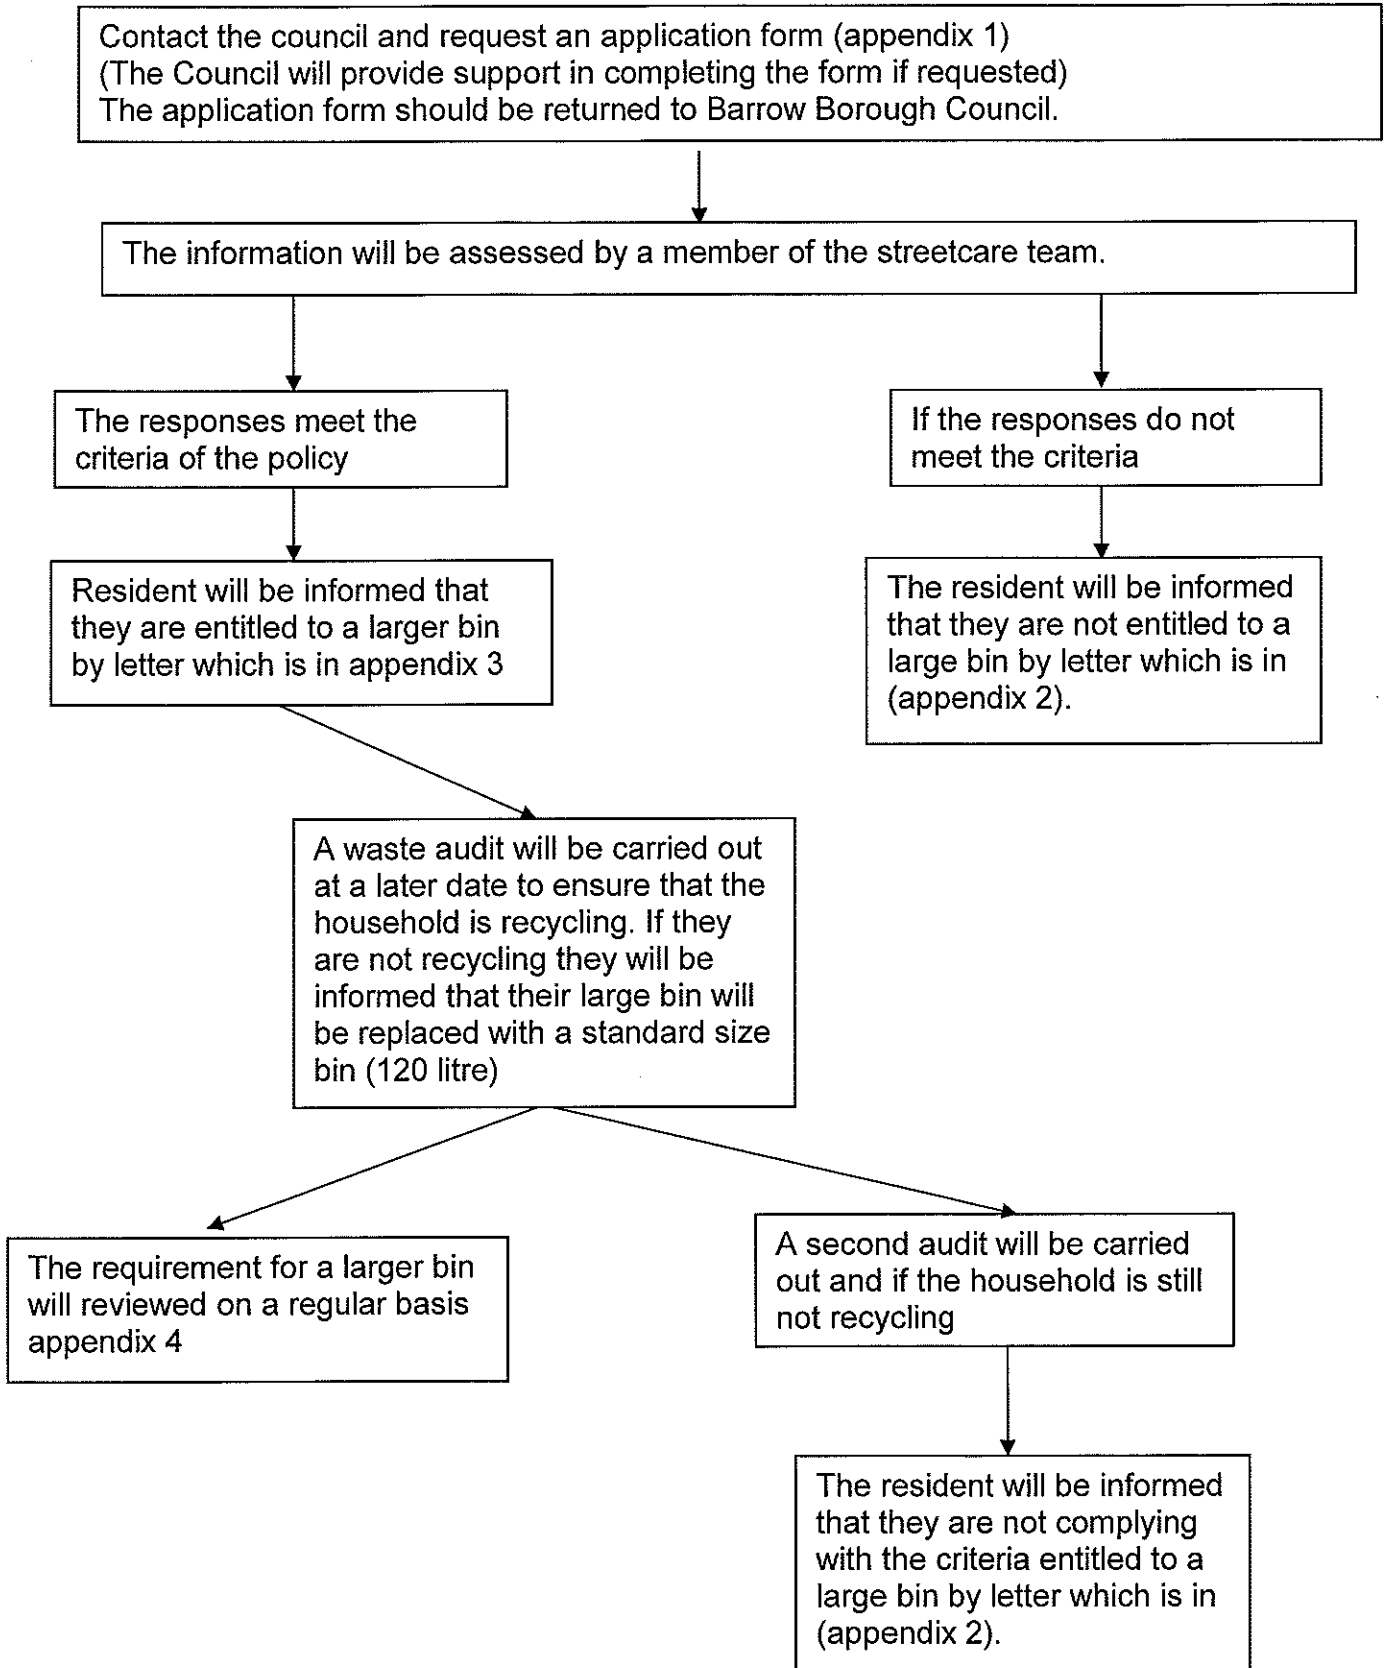 Contact the council and request an application form (appendix 1)
(The Council will provide support in completing the form if requested)
The application form should be returned to Barrow Borough Council.
The information will be assessed by a member of the streetcare team.
The responses meet the
criteria of the policy
If the responses do not
meet the criteria
Resident will be informed that
they are entitled to a larger bin
by letter which is in appendix 3
The resident will be informed
that they are not entitled to a
large bin by letter which is in
(appendix 2).
A waste audit will be carried out
at a later date to ensure that the
household is recycling. If they
are not recycling they will be
informed that their large bin will
be replaced with a standard size
bin (120 litre)
The requirement for a larger bin
will reviewed on a regular basis
appendix 4
A second audit will be carried
out and if the household is still
not recycling
The resident will be informed
that they are not complying
with the criteria entitled to a
large bin by letter which is in
(appendix 2).